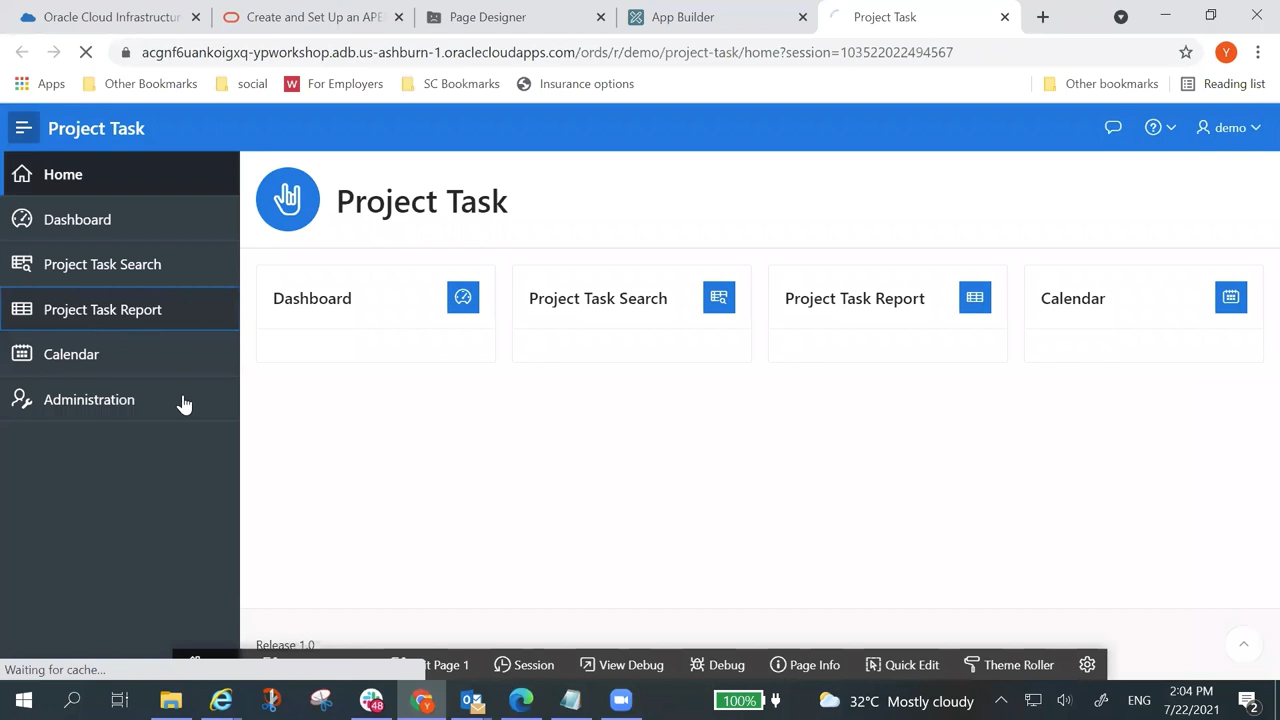 Oracle Cloud Infrastructur
Create and Set Up an APE
Page Designer
App Builder
Project Task
acgnf6uankoigxq-ypworkshop.adb.us-ashburn-1.oraclecloudapps.com/ords/r/demo/project-task/home?session=103522022494567
Y
Apps
Other Bookmarks
social
W
For Employers
SC Bookmarks
Insurance options
Other bookmarks
Reading list
Project Task
demo
Home
Dashboard
Project Task Search
Project Task Report
Calendar
Administration
Project Task
Dashboard
Project Task Search
Project Task Report
Calendar
Release 1.0
Waiting for cache...
t Page 1
Session
View Debug
Debug
Page Info
Quick Edit
Theme Roller
48
Y
100%
32°C Mostly cloudy
ENG
2:04 PM
7/22/2021
2